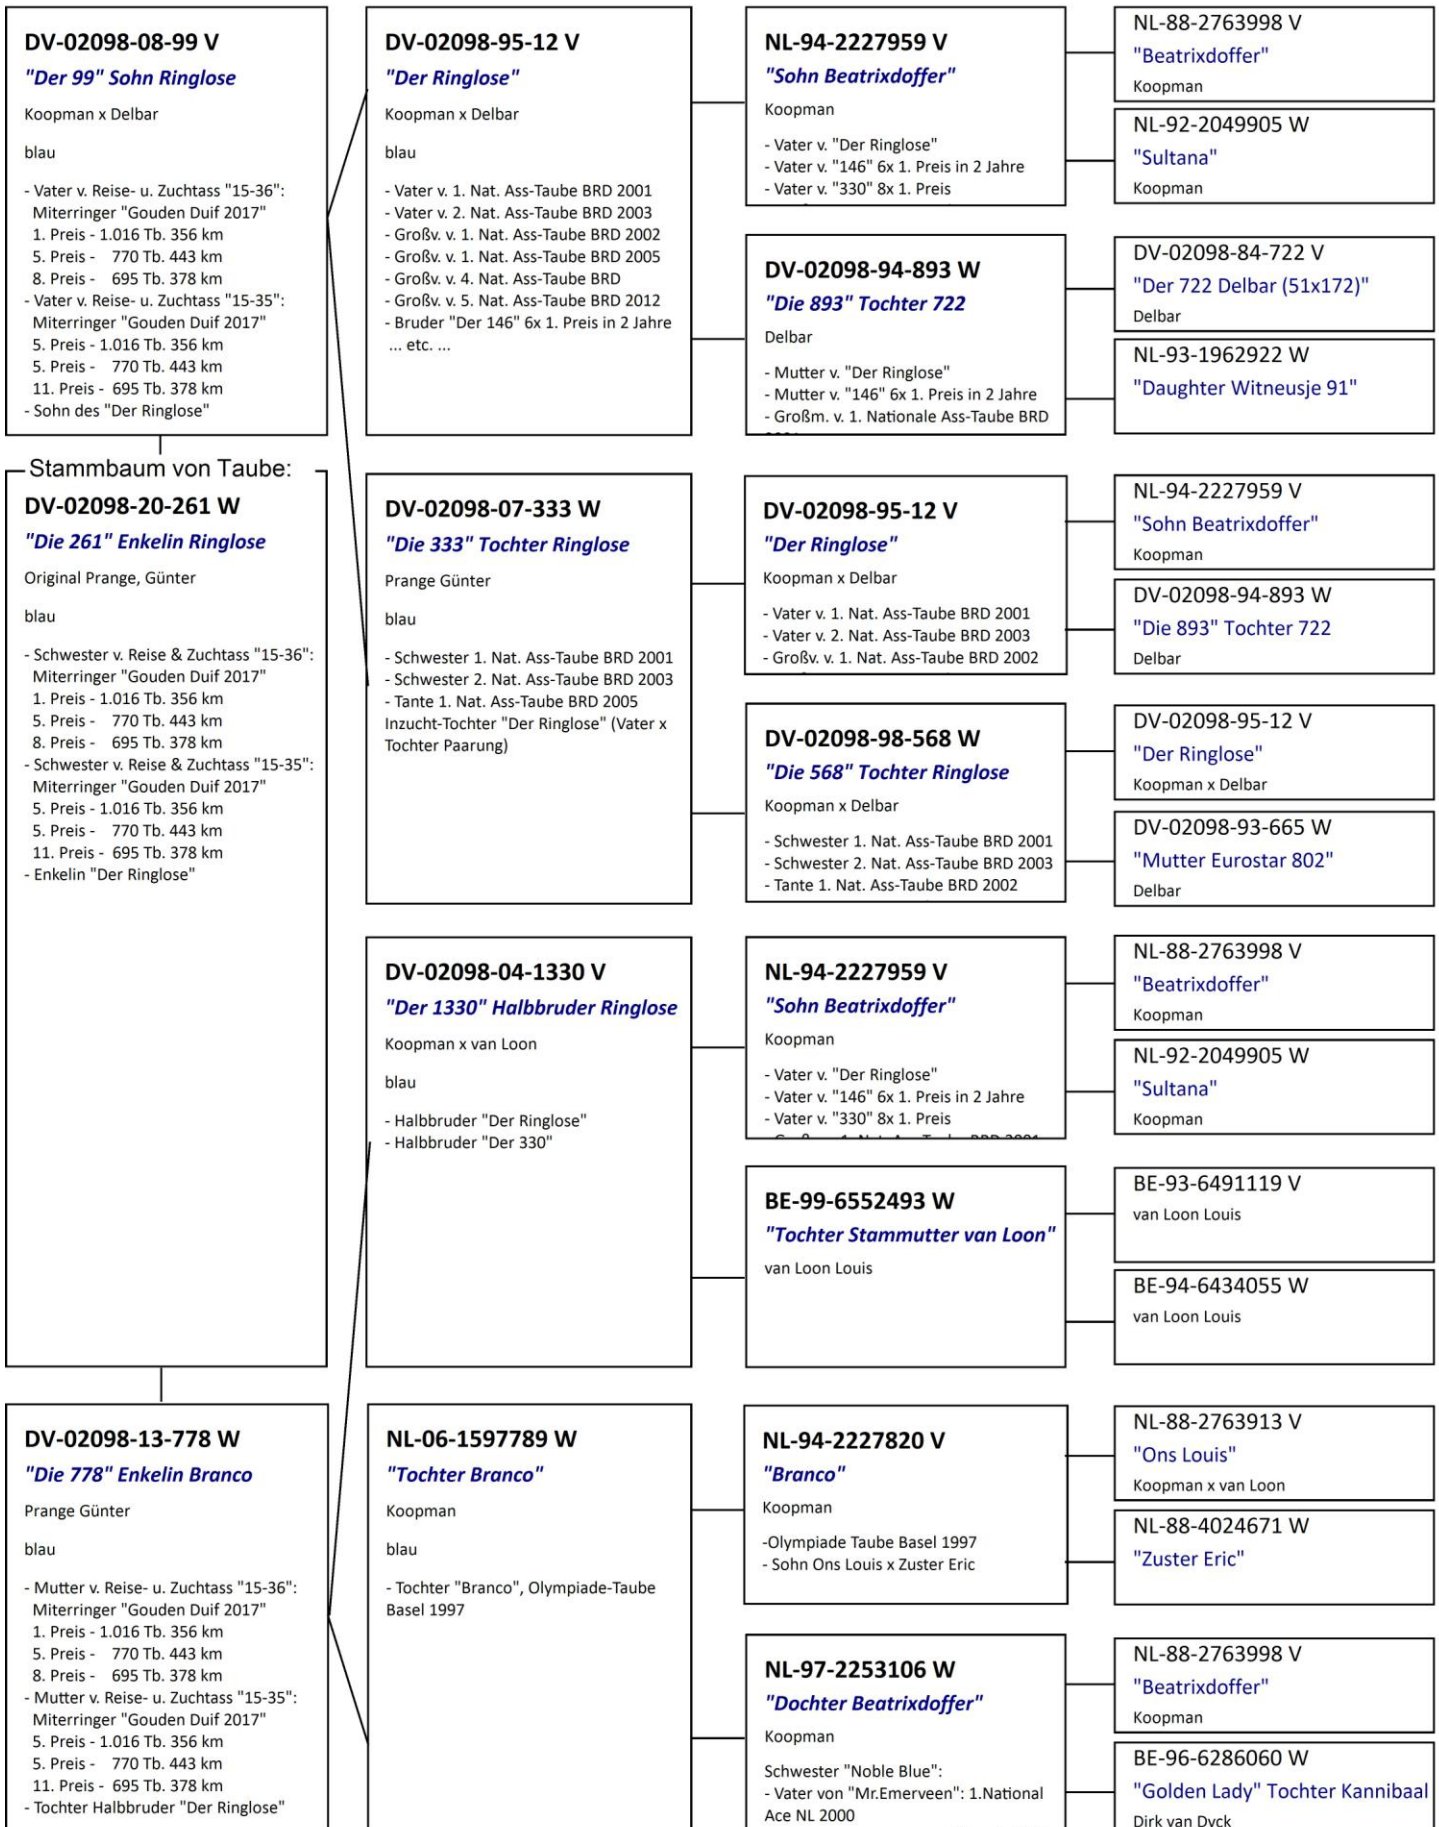 DV-02098-08-99 V
"Der 99" Sohn Ringlose
Koopman x Delbar
blau
- Vater v. Reise- u. Zuchtass "15-36":
Miterringer "Gouden Duif 2017"
1. Preis - 1.016 Tb. 356 km
5. Preis - 770 Tb. 443 km
8. Preis - 695 Tb. 378 km
- Vater v. Reise- u. Zuchtass "15-35":
Miterringer "Gouden Duif 2017"
5. Preis - 1.016 Tb. 356 km
5. Preis - 770 Tb. 443 km
11. Preis - 695 Tb. 378 km
- Sohn des "Der Ringlose"
Stammbaum von Taube:
DV-02098-20-261 W
"Die 261" Enkelin Ringlose
Original Prange, Günter
blau
- Schwester v. Reise & Zuchtass "15-36":
Miterringer "Gouden Duif 2017"
1. Preis - 1.016 Tb. 356 km
5. Preis - 770 Tb. 443 km
8. Preis - 695 Tb. 378 km
- Schwester v. Reise & Zuchtass "15-35":
Miterringer "Gouden Duif 2017"
5. Preis - 1.016 Tb. 356 km
5. Preis - 770 Tb. 443 km
11. Preis - 695 Tb. 378 km
- Enkelin "Der Ringlose"
DV-02098-13-778 W
"Die 778" Enkelin Branco
Prange Günter
blau
- Mutter v. Reise- u. Zuchtass "15-36":
Miterringer "Gouden Duif 2017"
1. Preis - 1.016 Tb. 356 km
5. Preis - 770 Tb. 443 km
8. Preis - 695 Tb. 378 km
- Mutter v. Reise- u. Zuchtass "15-35":
Miterringer "Gouden Duif 2017"
5. Preis - 1.016 Tb. 356 km
5. Preis - 770 Tb. 443 km
11. Preis - 695 Tb. 378 km
- Tochter Halbbruder "Der Ringlose"
DV-02098-95-12 V
"Der Ringlose"
Koopman x Delbar
blau
- Vater v. 1. Nat. Ass-Taube BRD 2001
- Vater v. 2. Nat. Ass-Taube BRD 2003
- Großv. v. 1. Nat. Ass-Taube BRD 2002
- Großv. v. 1. Nat. Ass-Taube BRD 2005
- Großv. v. 4. Nat. Ass-Taube BRD
- Großv. v. 5. Nat. Ass-Taube BRD 2012
- Bruder "Der 146" 6x 1. Preis in 2 Jahre
... etc. ...
DV-02098-07-333 W
"Die 333" Tochter Ringlose
Prange Günter
blau
- Schwester 1. Nat. Ass-Taube BRD 2001
- Schwester 2. Nat. Ass-Taube BRD 2003
- Tante 1. Nat. Ass-Taube BRD 2005
Inzucht-Tochter "Der Ringlose" (Vater x
Tochter Paarung)
DV-02098-04-1330 V
"Der 1330" Halbbruder Ringlose
Koopman x van Loon
blau
- Halbbruder "Der Ringlose"
- Halbbruder "Der 330"
NL-06-1597789 W
"Tochter Branco"
Koopman
blau
- Tochter "Branco", Olympiade-Taube
Basel 1997
NL-94-2227959 V
"Sohn Beatrixdoffer"
Koopman
- Vater v. "Der Ringlose"
- Vater v. "146" 6x 1. Preis in 2 Jahre
- Vater v. "330" 8x 1. Preis
DV-02098-94-893 W
"Die 893" Tochter 722
Delbar
- Mutter v. "Der Ringlose"
- Mutter v. "146" 6x 1. Preis in 2 Jahre
- Großm. v. 1. Nationale Ass-Taube BRD
DV-02098-95-12 V
"Der Ringlose"
Koopman x Delbar
- Vater v. 1. Nat. Ass-Taube BRD 2001
- Vater v. 2. Nat. Ass-Taube BRD 2003
- Großv. v. 1. Nat. Ass-Taube BRD 2002
DV-02098-98-568 W
"Die 568" Tochter Ringlose
Koopman x Delbar
- Schwester 1. Nat. Ass-Taube BRD 2001
- Schwester 2. Nat. Ass-Taube BRD 2003
- Tante 1. Nat. Ass-Taube BRD 2002
NL-94-2227959 V
"Sohn Beatrixdoffer"
Koopman
- Vater v. "Der Ringlose"
- Vater v. "146" 6x 1. Preis in 2 Jahre
- Vater v. "330" 8x 1. Preis
BE-99-6552493 W
"Tochter Stammutter van Loon"
van Loon Louis
NL-94-2227820 V
"Branco"
Koopman
-Olympiade Taube Basel 1997
- Sohn Ons Louis x Zuster Eric
NL-97-2253106 W
"Dochter Beatrixdoffer"
Koopman
Schwester "Noble Blue":
- Vater von "Mr.Emerveen": 1.National
Ace NL 2000
NL-88-2763998 V
"Beatrixdoffer"
Koopman
NL-92-2049905 W
"Sultana"
Koopman
DV-02098-84-722 V
"Der 722 Delbar (51x172)"
Delbar
NL-93-1962922 W
"Daughter Witneusje 91"
NL-94-2227959 V
"Sohn Beatrixdoffer"
Koopman
DV-02098-94-893 W
"Die 893" Tochter 722
Delbar
DV-02098-95-12 V
"Der Ringlose"
Koopman x Delbar
DV-02098-93-665 W
"Mutter Eurostar 802"
Delbar
NL-88-2763998 V
"Beatrixdoffer"
Koopman
NL-92-2049905 W
"Sultana"
Koopman
BE-93-6491119 V
van Loon Louis
BE-94-6434055 W
van Loon Louis
NL-88-2763913 V
"Ons Louis"
Koopman x van Loon
NL-88-4024671 W
"Zuster Eric"
NL-88-2763998 V
"Beatrixdoffer"
Koopman
BE-96-6286060 W
"Golden Lady" Tochter Kannibaal
Dirk van Dyck